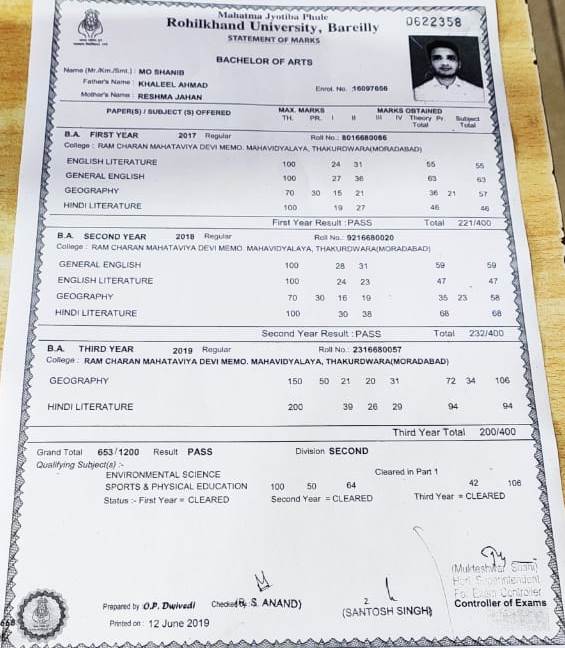 Mahatma Jyotiba Phule
Rohilkhand University, Bareilly
0622358
STATEMENT OF MARKS
BACHELOR OF ARTS
Name (Mr./Km./Smt.) : MO SHANIB
Father's Name : KHALEEL AHMAD
Enrol. No. :16097656
Mother's Name : RESHMA JAHAN
PAPER(S) / SUBJECT (S) OFFERED MAX. MARKS MARKS OBTAINED
TH. PR. I II III IV Theory Pr. Subject
Total Total
B.A. FIRST YEAR 2017 Regular Roll No.: 8016680086
College : RAM CHARAN MAHATAVIYA DEVI MEMO. MAHAVIDYALAYA, THAKURDWARA(MORADABAD)
ENGLISH LITERATURE 100 24 31 55 55
GENERAL ENGLISH 100 27 36 63 63
GEOGRAPHY 70 30 15 21 36 21 57
HINDI LITERATURE 100 19 27 46 46
First Year Result : PASS Total 221/400
B.A. SECOND YEAR 2018 Regular Roll No.: 9216680020
College : RAM CHARAN MAHATAVIYA DEVI MEMO. MAHAVIDYALAYA, THAKURDWARA(MORADABAD)
GENERAL ENGLISH 100 28 31 59 59
ENGLISH LITERATURE 100 24 23 47 47
GEOGRAPHY 70 30 16 19 35 23 58
HINDI LITERATURE 100 30 38 68 68
Second Year Result : PASS Total 232/400
B.A. THIRD YEAR 2019 Regular Roll No.: 2316680057
College : RAM CHARAN MAHATAVIYA DEVI MEMO. MAHAVIDYALAYA, THAKURDWARA(MORADABAD)
GEOGRAPHY 150 50 21 20 31 72 34 106
HINDI LITERATURE 200 39 26 29 94 94
Third Year Total 200/400
Grand Total 653/1200 Result PASS Division SECOND
Qualifying Subject(s) :-
ENVIRONMENTAL SCIENCE Cleared in Part 1
SPORTS & PHYSICAL EDUCATION 100 50 64 42 106
Status :- First Year = CLEARED Second Year = CLEARED Third Year = CLEARED
(Mukteshwar
Controller of Exams
Prepared by :O.P. Dwivedi Checked (R. S. ANAND) (SANTOSH SINGH)
Printed on : 12 June 2019
668